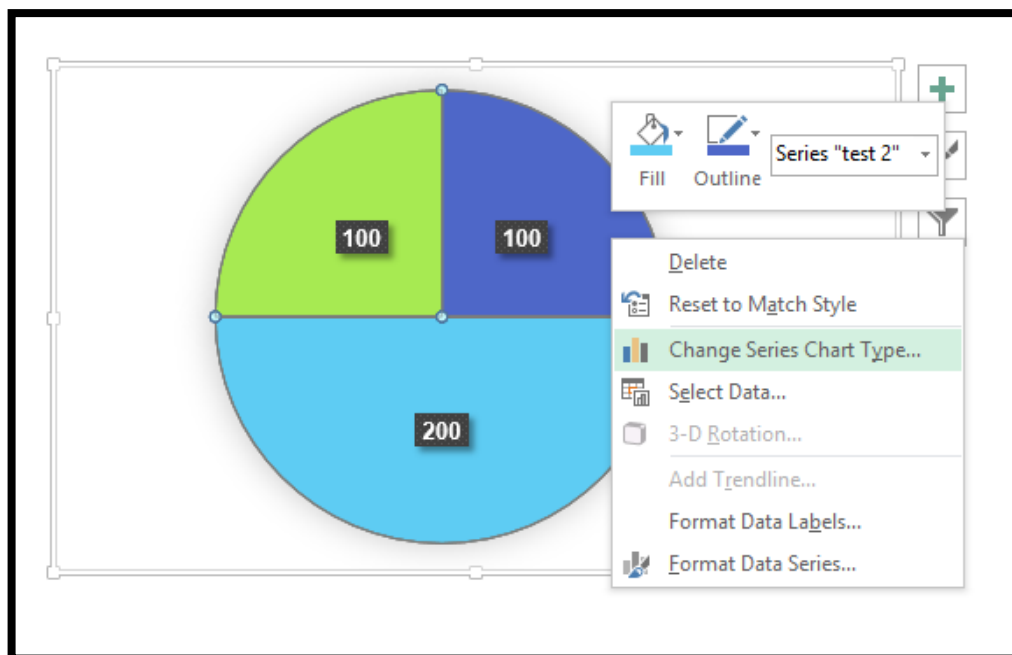 Series "test 2"
Fill Outline
100 100
200
Delete
Reset to Match Style
Change Series Chart Type...
Select Data...
3-D Rotation...
Add Trendline...
Format Data Labels...
Format Data Series...